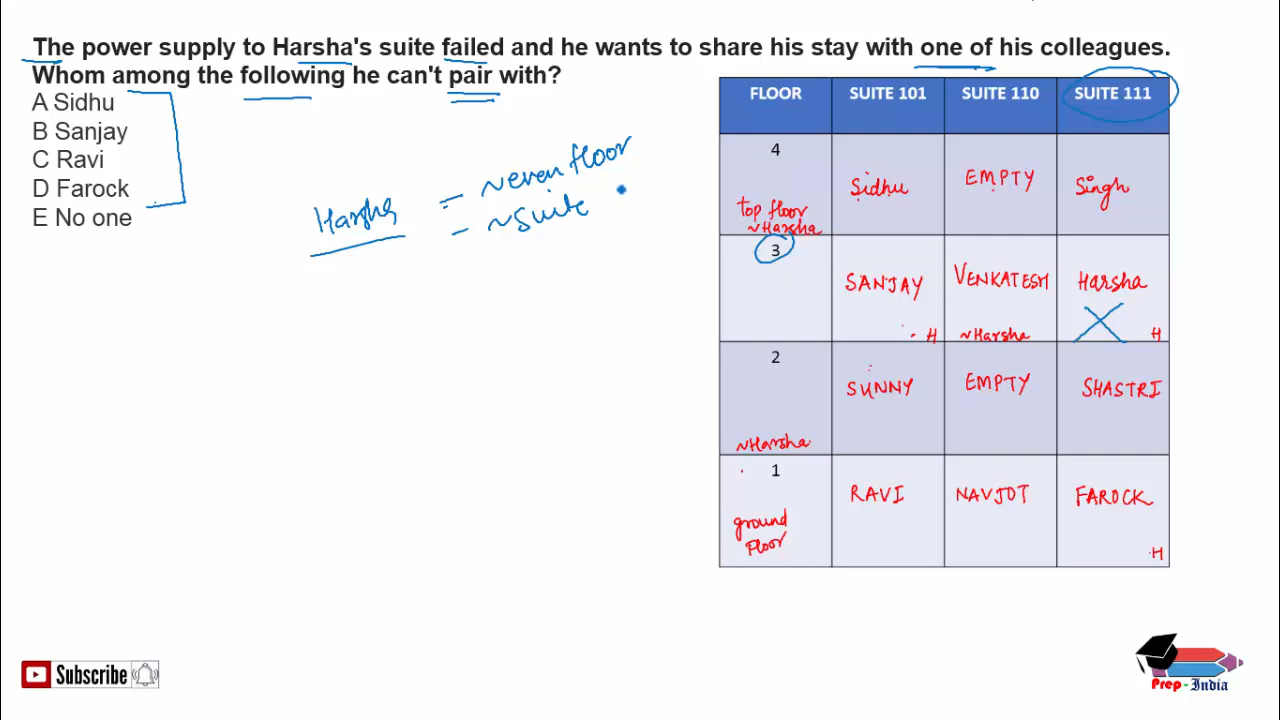 The power supply to Harsha's suite failed and he wants to share his stay with one of his colleagues.
Whom among the following he can't pair with?
A Sidhu
B Sanjay
C Ravi
D Farock
E No one
Harsha = ~even floor
= ~suite
FLOOR SUITE 101 SUITE 110 SUITE 111
4
top floor
~Harsha
Sidhu EMPTY Singh
3
SANJAY VENKATESH Harsha
H ~Harsha H
2
SUNNY EMPTY SHASTRI
~Harsha
1
RAVI NAVJOT FAROCK
ground
Floor
H
Subscribe
Prep-India